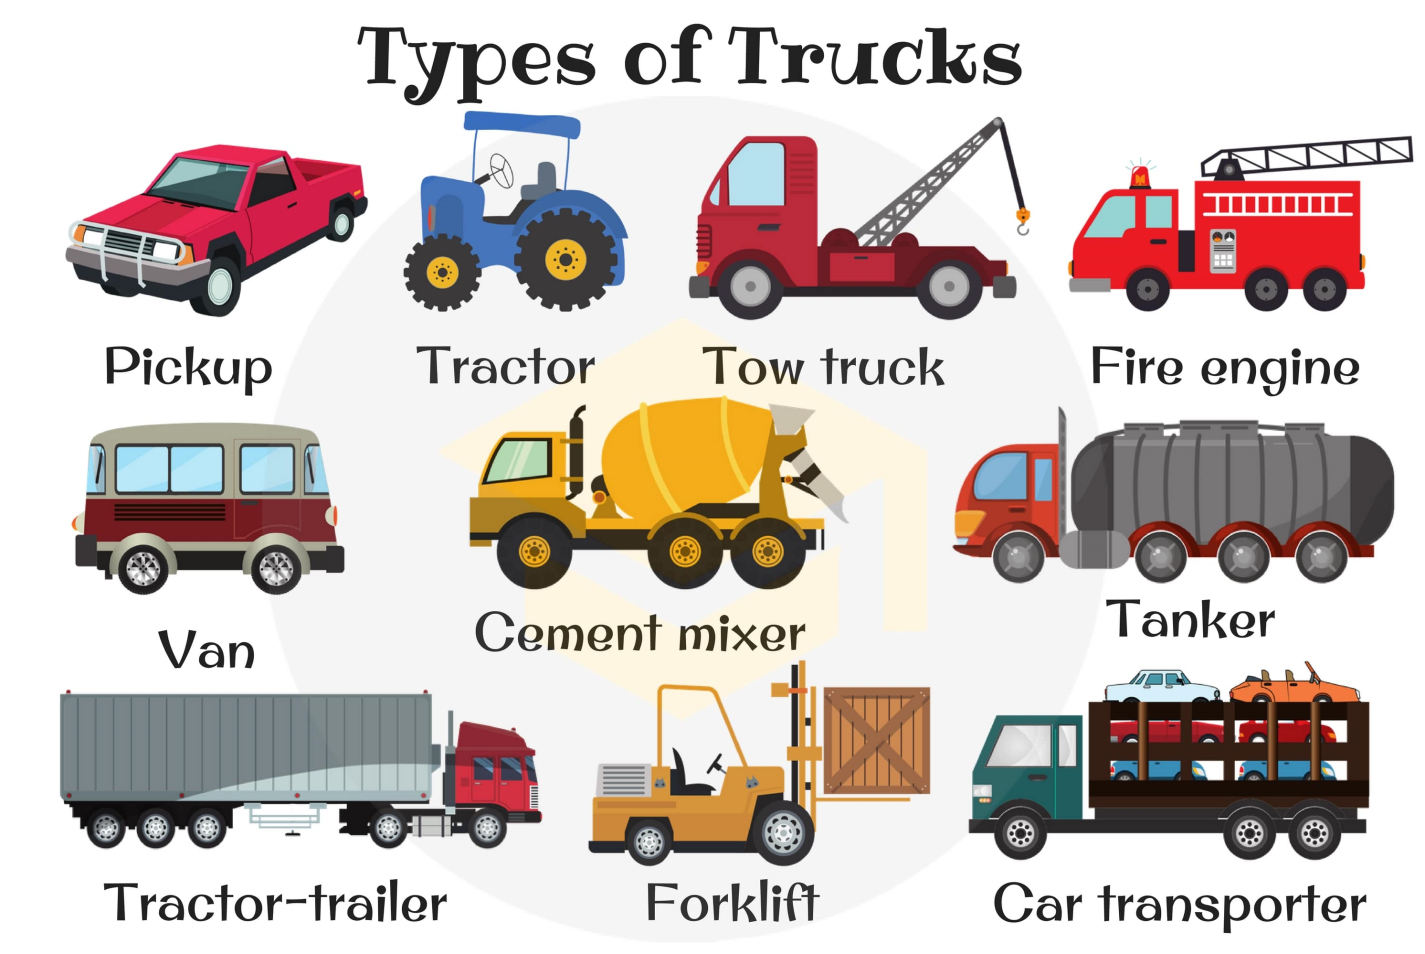 Types of Trucks
Pickup
Tractor
Tow truck
Fire engine
Van
Cement mixer
Tanker
Tractor-trailer
Forklift
Car transporter